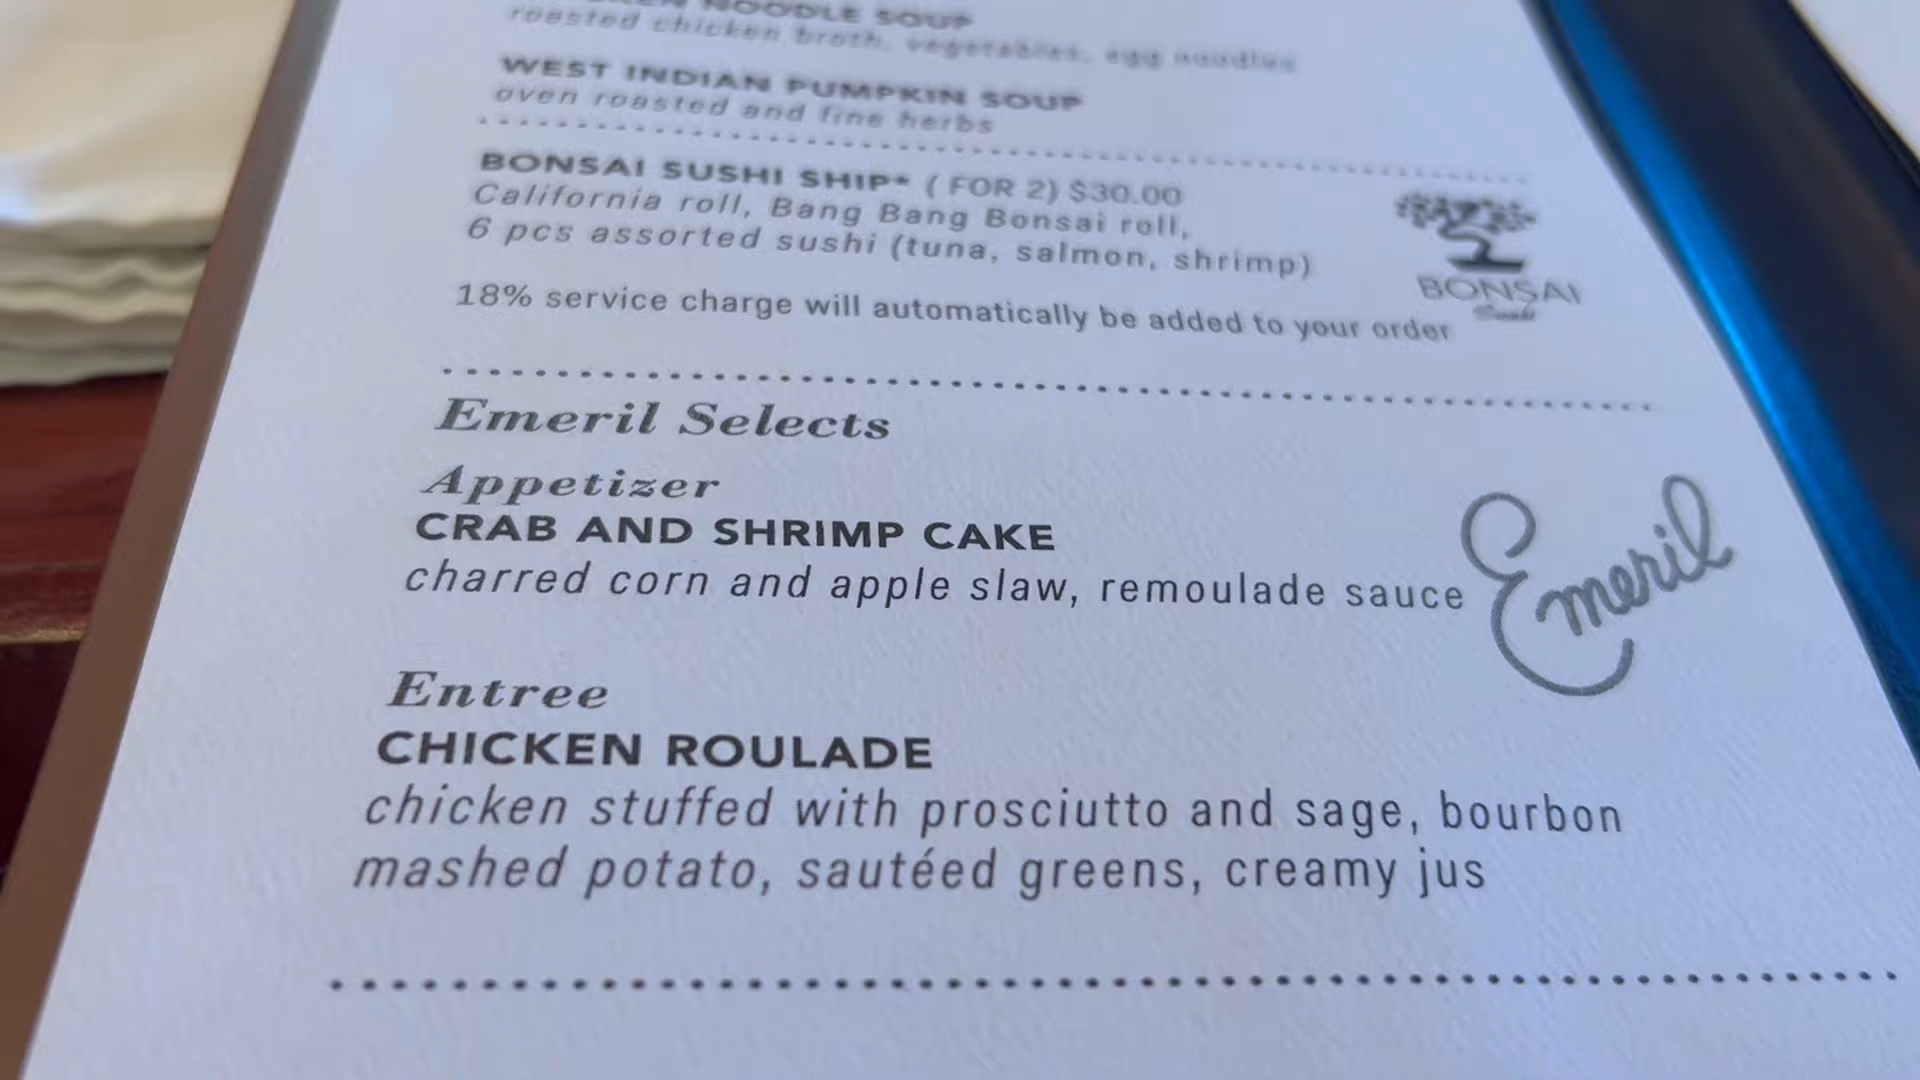 NOODLE SOUP
roasted chicken broth, vegetables, egg noodles
WEST INDIAN PUMPKIN SOUP
oven roasted and fine herbs
BONSAI SUSHI SHIP* ( FOR 2) $30.00
California roll, Bang Bang Bonsai roll,
6 pcs assorted sushi (tuna, salmon, shrimp)
BONSAI
Sushi
18% service charge will automatically be added to your order
Emeril Selects
Appetizer
CRAB AND SHRIMP CAKE
charred corn and apple slaw, remoulade sauce
Emeril
Entree
CHICKEN ROULADE
chicken stuffed with prosciutto and sage, bourbon
mashed potato, sautéed greens, creamy jus